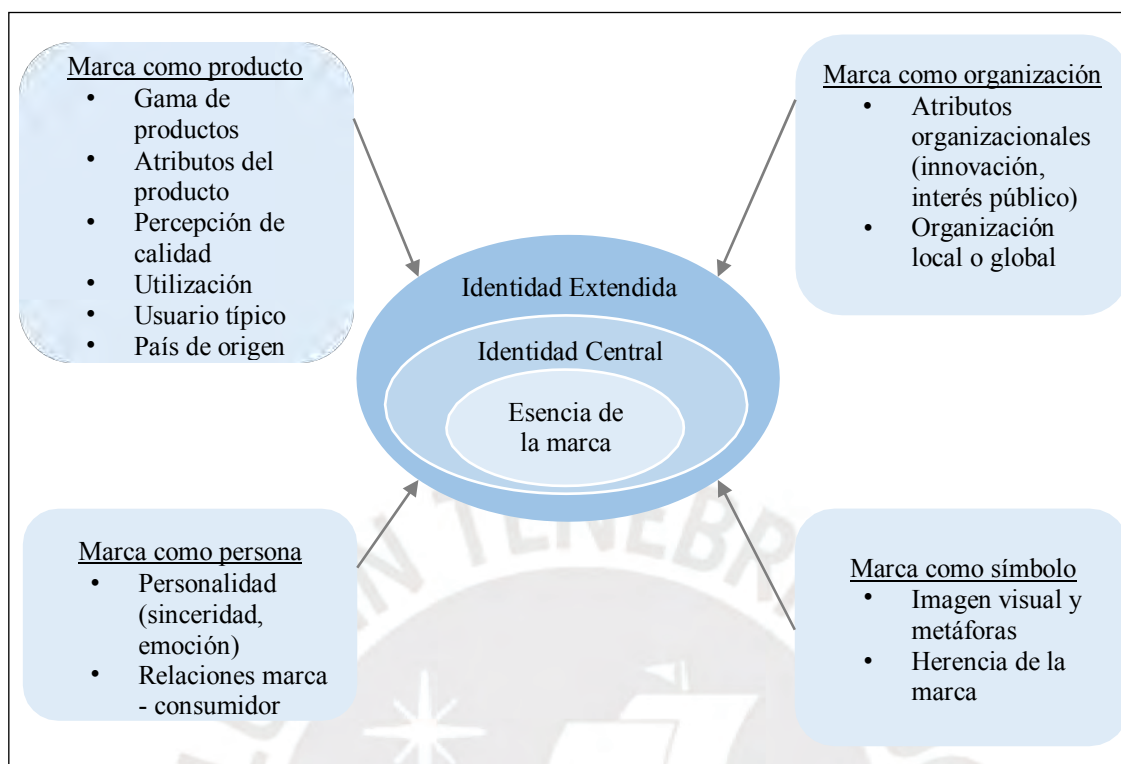 Marca como producto
• Gama de
productos
• Atributos del
producto
• Percepción de
calidad
• Utilización
• Usuario típico
• País de origen
Marca como organización
• Atributos
organizacionales
(innovación,
interés público)
• Organización
local o global
Identidad Extendida
Identidad Central
Esencia de
la marca
Marca como persona
• Personalidad
(sinceridad,
emoción)
• Relaciones marca
- consumidor
Marca como símbolo
• Imagen visual y
metáforas
• Herencia de la
marca
TENEBR